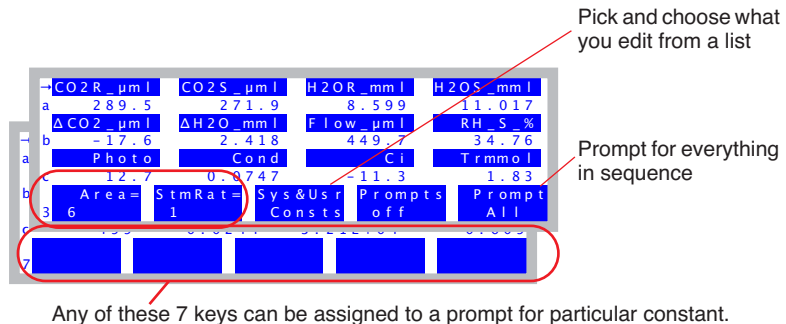 Pick and choose what
you edit from a list
→CO2R_µml CO2S_µml H2OR_mml H2OS_mml
a 289.5 271.9 8.599 11.017
ΔCO2_µml ΔH2O_mml Flow_µml RH_S_%
b -17.6 2.418 449.7 34.76
Photo Cond Ci Trmmol
c 12.7 0.0747 -11.3 1.83
Area= StmRat= Sys&Usr Prompts Prompt
3 6 1 Consts off All
→
a
b
c
7
Prompt for everything
in sequence
Any of these 7 keys can be assigned to a prompt for particular constant.